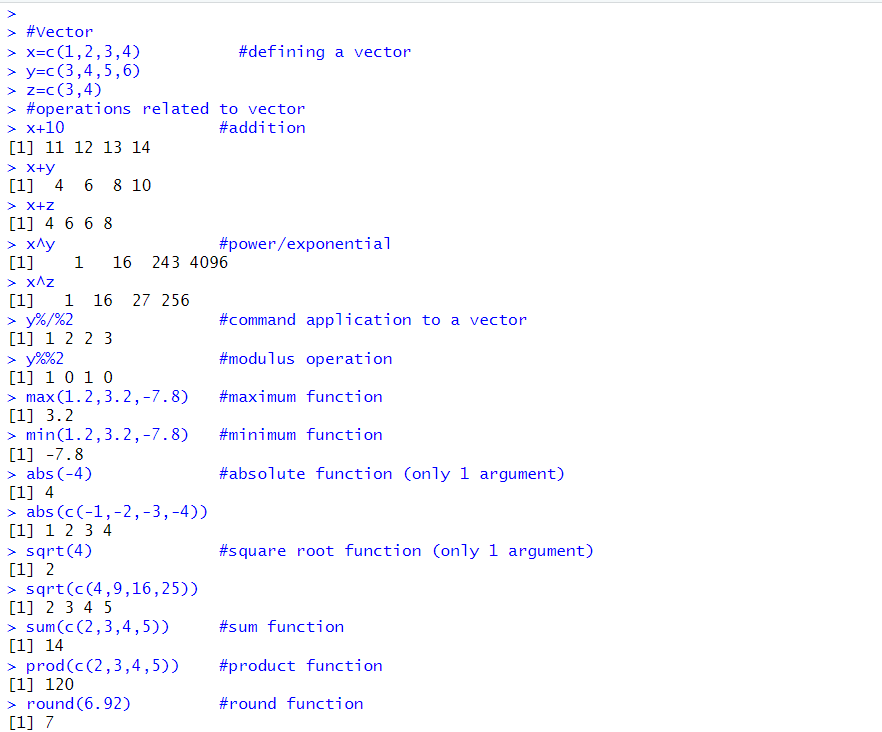 >
> #Vector
> x=c(1,2,3,4)          #defining a vector
> y=c(3,4,5,6)
> z=c(3,4)
> #operations related to vector
> x+10                #addition
[1] 11 12 13 14
> x+y
[1]  4  6  8 10
> x+z
[1] 4 6 6 8
> x^y                 #power/exponential
[1]    1   16  243 4096
> x^z
[1]   1  16  27 256
> y%/%2               #command application to a vector
[1] 1 2 2 3
> y%%2                #modulus operation
[1] 1 0 1 0
> max(1.2,3.2,-7.8)   #maximum function
[1] 3.2
> min(1.2,3.2,-7.8)   #minimum function
[1] -7.8
> abs(-4)             #absolute function (only 1 argument)
[1] 4
> abs(c(-1,-2,-3,-4))
[1] 1 2 3 4
> sqrt(4)             #square root function (only 1 argument)
[1] 2
> sqrt(c(4,9,16,25))
[1] 2 3 4 5
> sum(c(2,3,4,5))     #sum function
[1] 14
> prod(c(2,3,4,5))    #product function
[1] 120
> round(6.92)         #round function
[1] 7